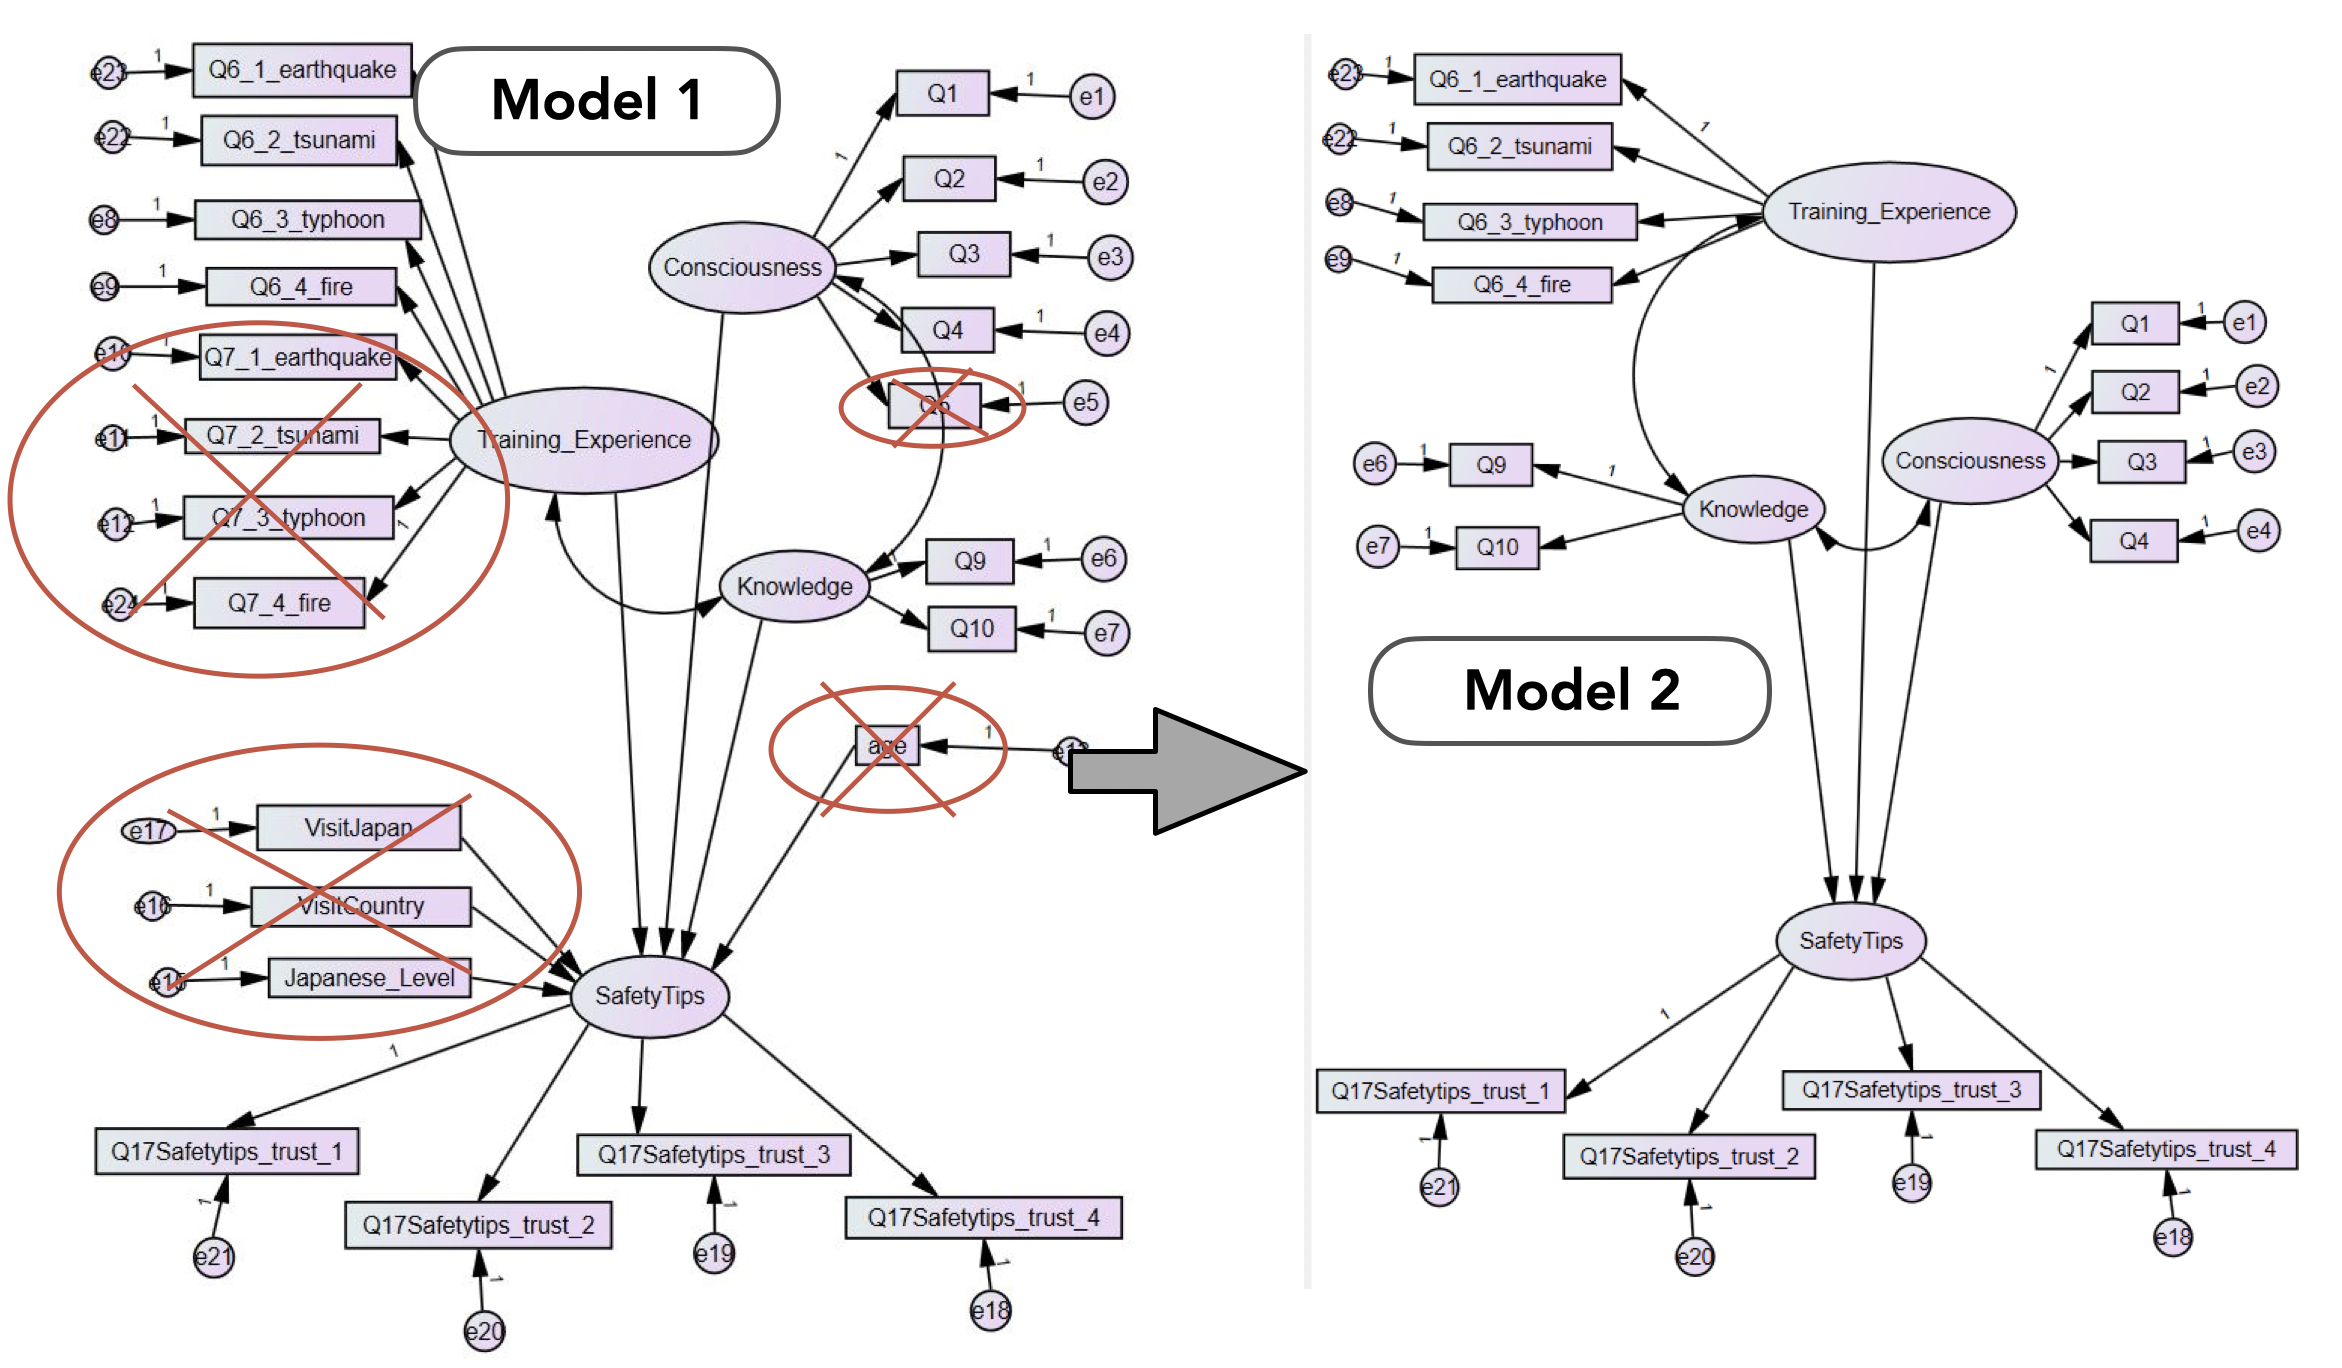 Model 1
e23
1
Q6_1_earthquake
e22
1
Q6_2_tsunami
e8
1
Q6_3_typhoon
e9
1
Q6_4_fire
e10
1
Q7_1_earthquake
e11
1
Q7_2_tsunami
e12
1
Q7_3_typhoon
1
e24
1
Q7_4_fire
Training_Experience
Consciousness
1
Q1
1
e1
Q2
1
e2
Q3
1
e3
Q4
1
e4
Q5
1
e5
Knowledge
1
Q9
1
e6
Q10
1
e7
age
1
e17
1
VisitJapan
e16
1
VisitCountry
1
Japanese_Level
SafetyTips
1
Q17Safetytips_trust_1
1
e21
Q17Safetytips_trust_2
1
e20
Q17Safetytips_trust_3
1
e19
Q17Safetytips_trust_4
1
e18
Model 2
e23
1
Q6_1_earthquake
1
e22
1
Q6_2_tsunami
e8
1
Q6_3_typhoon
e9
1
Q6_4_fire
Training_Experience
e6
1
Q9
1
e7
1
Q10
Knowledge
Consciousness
1
Q1
1
e1
Q2
1
e2
Q3
1
e3
Q4
1
e4
SafetyTips
1
Q17Safetytips_trust_1
1
e21
Q17Safetytips_trust_2
1
e20
Q17Safetytips_trust_3
1
e19
Q17Safetytips_trust_4
1
e18